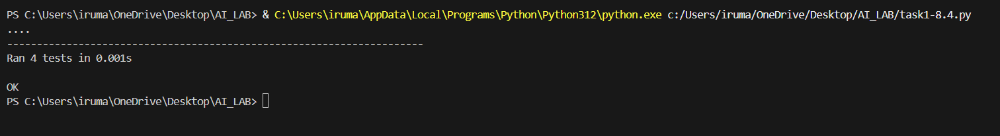 PS C:\Users\iruma\OneDrive\Desktop\AI_LAB> & C:\Users\iruma\AppData\Local\Programs\Python\Python312\python.exe c:/Users/iruma/OneDrive/Desktop/AI_LAB/task1-8.4.py
....
----------------------------------------------------------------------
Ran 4 tests in 0.001s

OK
PS C:\Users\iruma\OneDrive\Desktop\AI_LAB>